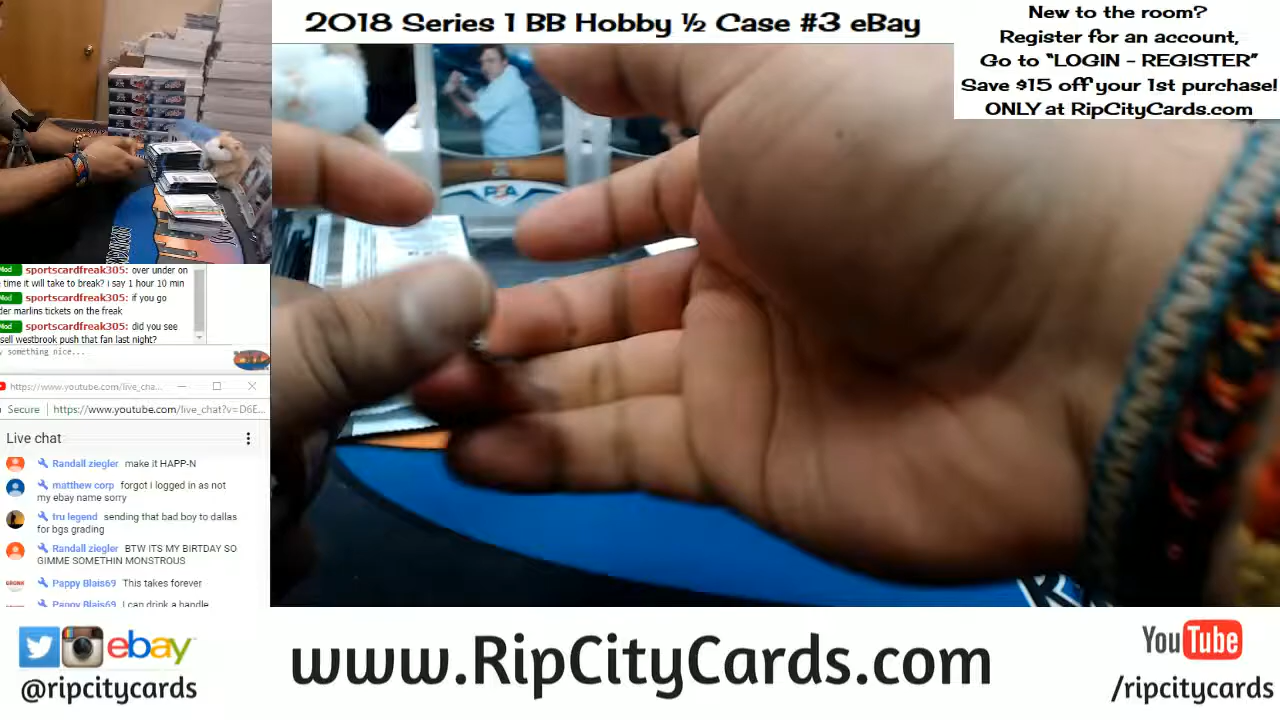 2018 Series 1 BB Hobby ½ Case #3 eBay
New to the room?
Register for an account,
Go to “LOGIN - REGISTER”
Save $15 off your 1st purchase!
ONLY at RipCityCards.com
PSA
Mod sportscardfreak305: over under on
time it will take to break? i say 1 hour 10 min
Mod sportscardfreak305: if you go
der marlins tickets on the freak
Mod sportscardfreak305: did you see
sell westbrook push that fan last night?
y something nice...
https://www.youtube.com/live_cha...
Secure https://www.youtube.com/live_chat?v=D6E...
Live chat
Randall ziegler make it HAPP-N
matthew corp forgot i logged in as not
my ebay name sorry
tru legend sending that bad boy to dallas
for bgs grading
Randall ziegler BTW ITS MY BIRTDAY SO
GIMME SOMETHIN MONSTROUS
Pappy Blais69 This takes forever
Pappy Blais69 I can drink a handle
ebay
@ripcitycards
www.RipCityCards.com
YouTube
/ripcitycards